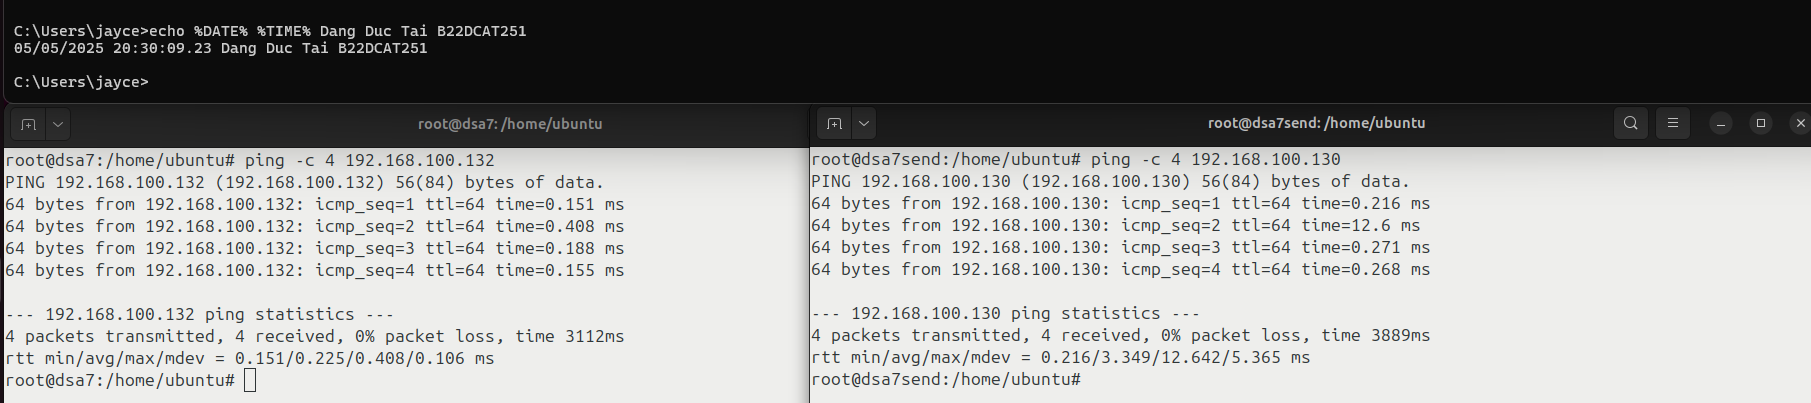 C:\Users\jayce>echo %DATE% %TIME% Dang Duc Tai B22DCAT251
05/05/2025 20:30:09.23 Dang Duc Tai B22DCAT251
C:\Users\jayce>
root@dsa7: /home/ubuntu
root@dsa7:/home/ubuntu# ping -c 4 192.168.100.132
PING 192.168.100.132 (192.168.100.132) 56(84) bytes of data.
64 bytes from 192.168.100.132: icmp_seq=1 ttl=64 time=0.151 ms
64 bytes from 192.168.100.132: icmp_seq=2 ttl=64 time=0.408 ms
64 bytes from 192.168.100.132: icmp_seq=3 ttl=64 time=0.188 ms
64 bytes from 192.168.100.132: icmp_seq=4 ttl=64 time=0.155 ms
--- 192.168.100.132 ping statistics ---
4 packets transmitted, 4 received, 0% packet loss, time 3112ms
rtt min/avg/max/mdev = 0.151/0.225/0.408/0.106 ms
root@dsa7:/home/ubuntu#
root@dsa7send: /home/ubuntu
root@dsa7send:/home/ubuntu# ping -c 4 192.168.100.130
PING 192.168.100.130 (192.168.100.130) 56(84) bytes of data.
64 bytes from 192.168.100.130: icmp_seq=1 ttl=64 time=0.216 ms
64 bytes from 192.168.100.130: icmp_seq=2 ttl=64 time=12.6 ms
64 bytes from 192.168.100.130: icmp_seq=3 ttl=64 time=0.271 ms
64 bytes from 192.168.100.130: icmp_seq=4 ttl=64 time=0.268 ms
--- 192.168.100.130 ping statistics ---
4 packets transmitted, 4 received, 0% packet loss, time 3889ms
rtt min/avg/max/mdev = 0.216/3.349/12.642/5.365 ms
root@dsa7send:/home/ubuntu#